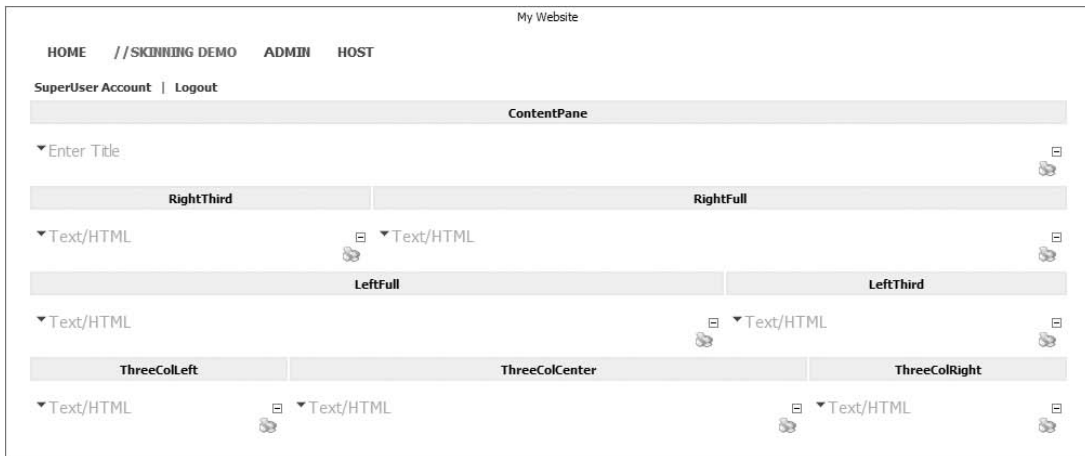 My Website
HOME //SKINNING DEMO ADMIN HOST
SuperUser Account | Logout
ContentPane
Enter Title
RightThird RightFull
Text/HTML Text/HTML
LeftFull LeftThird
Text/HTML Text/HTML
ThreeColLeft ThreeColCenter ThreeColRight
Text/HTML Text/HTML Text/HTML